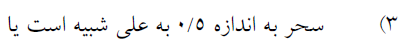 ۳) سحر به اندازه ۰/۵ به علی شبیه است یا